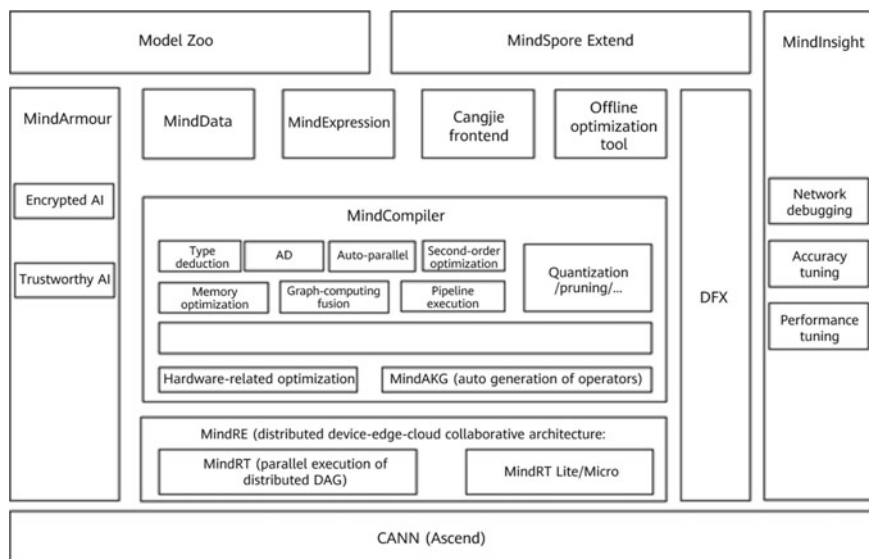 Model Zoo
MindSpore Extend
MindInsight
MindArmour
MindData
MindExpression
Cangjie
frontend
Offline
optimization
tool
Encrypted AI
Trustworthy AI
MindCompiler
Type
deduction
AD
Auto-parallel
Second-order
optimization
Quantization
/pruning/...
Memory
optimization
Graph-computing
fusion
Pipeline
execution
Hardware-related optimization
MindAKG (auto generation of operators)
MindRE (distributed device-edge-cloud collaborative architecture:
MindRT (parallel execution of
distributed DAG)
MindRT Lite/Micro
DFX
Network
debugging
Accuracy
tuning
Performance
tuning
CANN (Ascend)